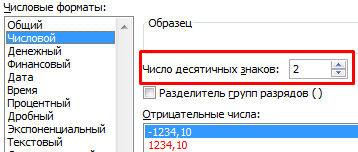 Числовые форматы:
Общий
Числовой
Денежный
Финансовый
Дата
Время
Процентный
Дробный
Экспоненциальный
Текстовый
Образец
Число десятичных знаков: 2
Разделитель групп разрядов ( )
Отрицательные числа:
-1234,10
1234,10